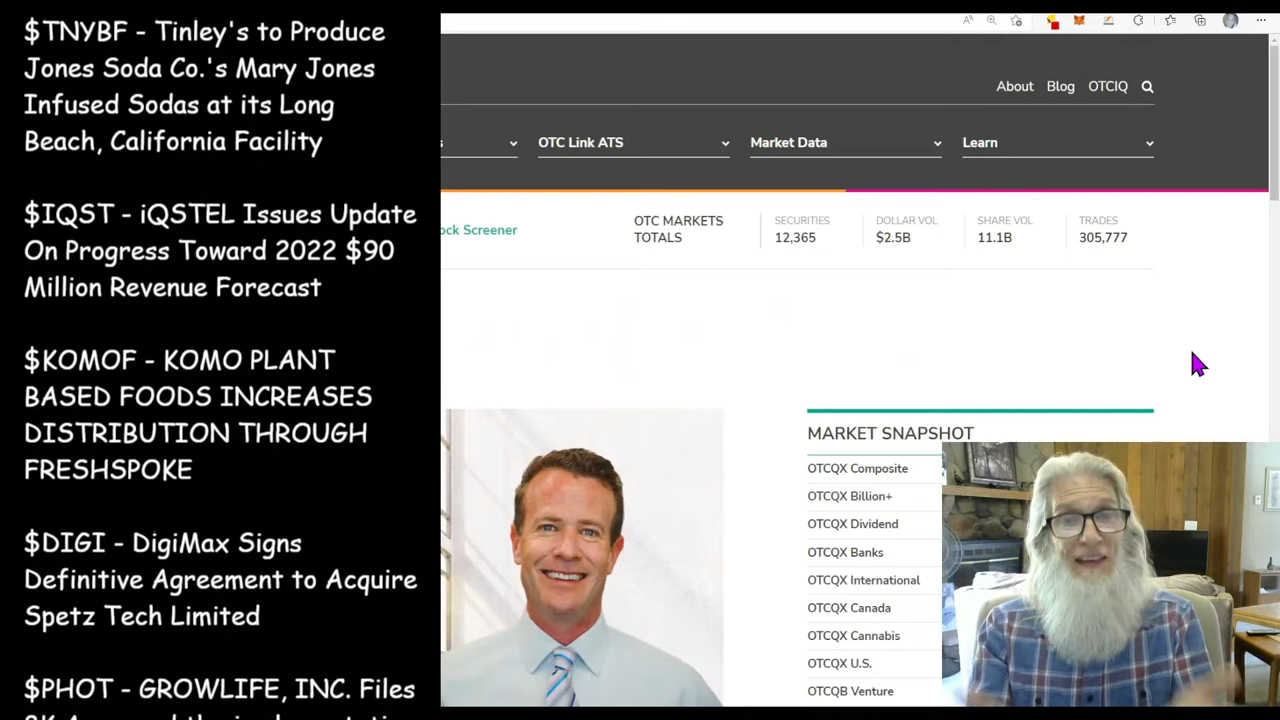 $TNYBF - Tinley's to Produce
Jones Soda Co.'s Mary Jones
Infused Sodas at its Long
Beach, California Facility
$IQST - iQSTEL Issues Update
On Progress Toward 2022 $90
Million Revenue Forecast
$KOMOF - KOMO PLANT
BASED FOODS INCREASES
DISTRIBUTION THROUGH
FRESHSPOKE
$DIGI - DigiMax Signs
Definitive Agreement to Acquire
Spetz Tech Limited
$PHOT - GROWLIFE, INC. Files
About Blog OTCIQ
OTC Link ATS Market Data Learn
ock Screener
OTC MARKETS
TOTALS
SECURITIES
12,365
DOLLAR VOL
$2.5B
SHARE VOL
11.1B
TRADES
305,777
MARKET SNAPSHOT
OTCQX Composite
OTCQX Billion+
OTCQX Dividend
OTCQX Banks
OTCQX International
OTCQX Canada
OTCQX Cannabis
OTCQX U.S.
OTCQB Venture